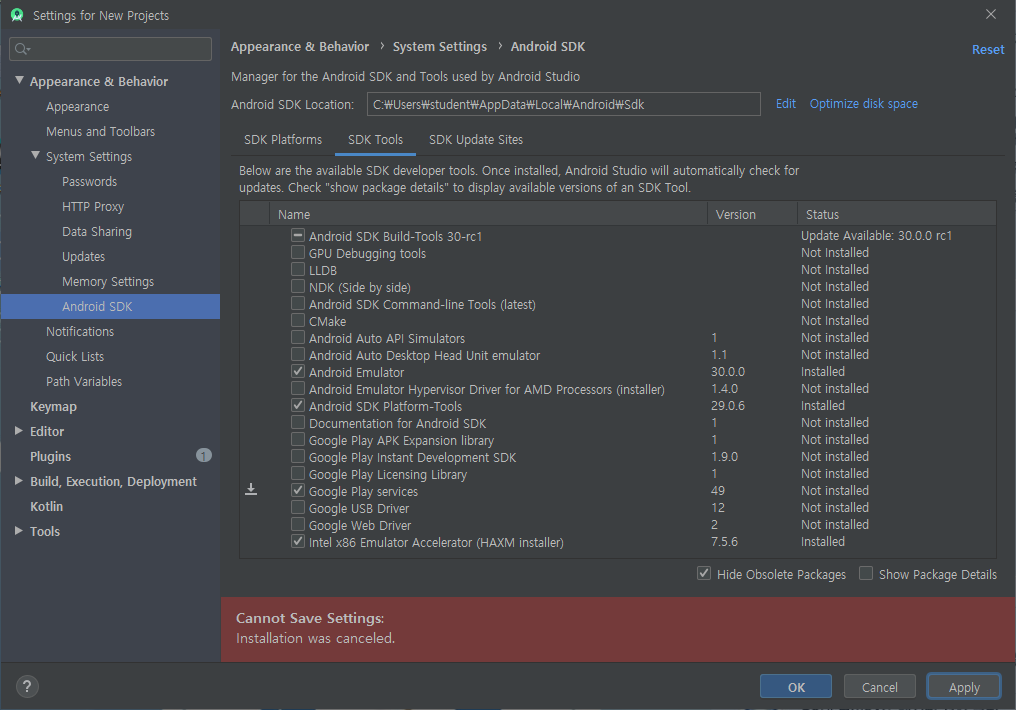 Settings for New Projects
Appearance & Behavior
Appearance
Menus and Toolbars
System Settings
Passwords
HTTP Proxy
Data Sharing
Updates
Memory Settings
Android SDK
Notifications
Quick Lists
Path Variables
Keymap
Editor
Plugins 1
Build, Execution, Deployment
Kotlin
Tools
Appearance & Behavior › System Settings › Android SDK
Reset
Manager for the Android SDK and Tools used by Android Studio
Android SDK Location: C:₩Users₩student₩AppData₩Local₩Android₩Sdk Edit Optimize disk space
SDK Platforms SDK Tools SDK Update Sites
Below are the available SDK developer tools. Once installed, Android Studio will automatically check for
updates. Check "show package details" to display available versions of an SDK Tool.
Name Version Status
Android SDK Build-Tools 30-rc1 Update Available: 30.0.0 rc1
GPU Debugging tools Not Installed
LLDB Not Installed
NDK (Side by side) Not Installed
Android SDK Command-line Tools (latest) Not Installed
CMake Not Installed
Android Auto API Simulators 1 Not installed
Android Auto Desktop Head Unit emulator 1.1 Not installed
Android Emulator 30.0.0 Installed
Android Emulator Hypervisor Driver for AMD Processors (installer) 1.4.0 Not installed
Android SDK Platform-Tools 29.0.6 Installed
Documentation for Android SDK 1 Not installed
Google Play APK Expansion library 1 Not installed
Google Play Instant Development SDK 1.9.0 Not installed
Google Play Licensing Library 1 Not installed
Google Play services 49 Not installed
Google USB Driver 12 Not installed
Google Web Driver 2 Not installed
Intel x86 Emulator Accelerator (HAXM installer) 7.5.6 Installed
Hide Obsolete Packages Show Package Details
Cannot Save Settings:
Installation was canceled.
? OK Cancel Apply